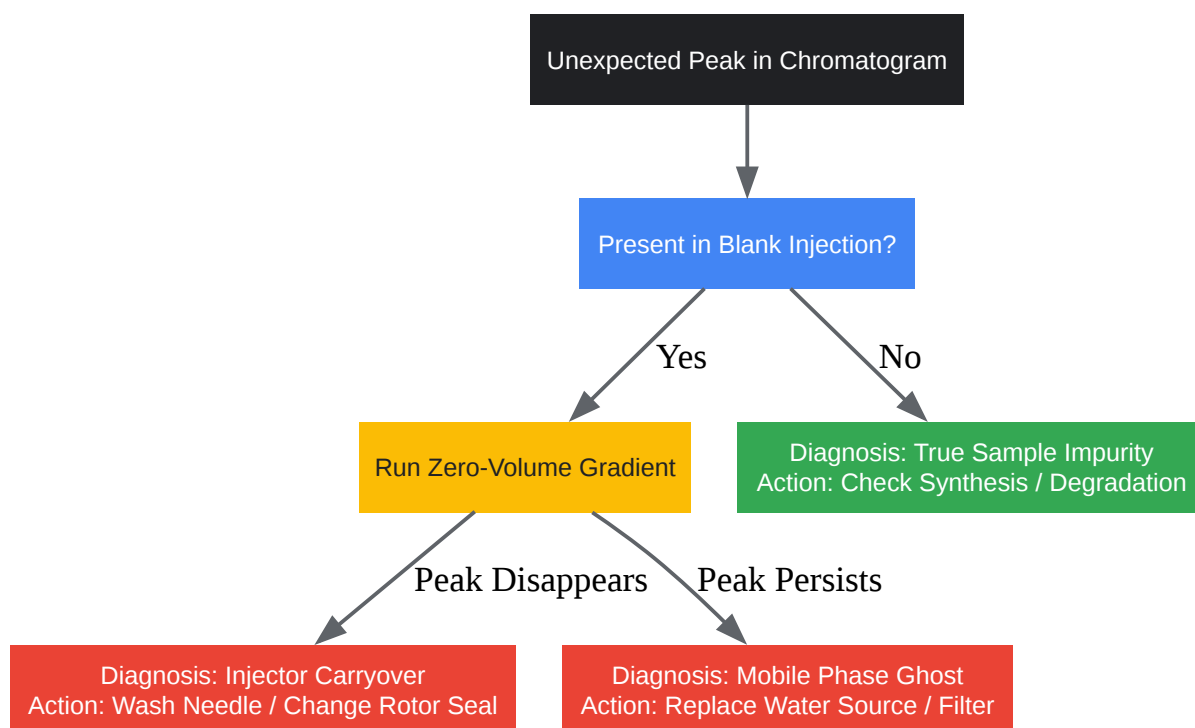 Unexpected Peak in Chromatogram
Present in Blank Injection?
Yes
No
Run Zero-Volume Gradient
Diagnosis: True Sample Impurity
Action: Check Synthesis / Degradation
Peak Disappears
Peak Persists
Diagnosis: Injector Carryover
Action: Wash Needle / Change Rotor Seal
Diagnosis: Mobile Phase Ghost
Action: Replace Water Source / Filter